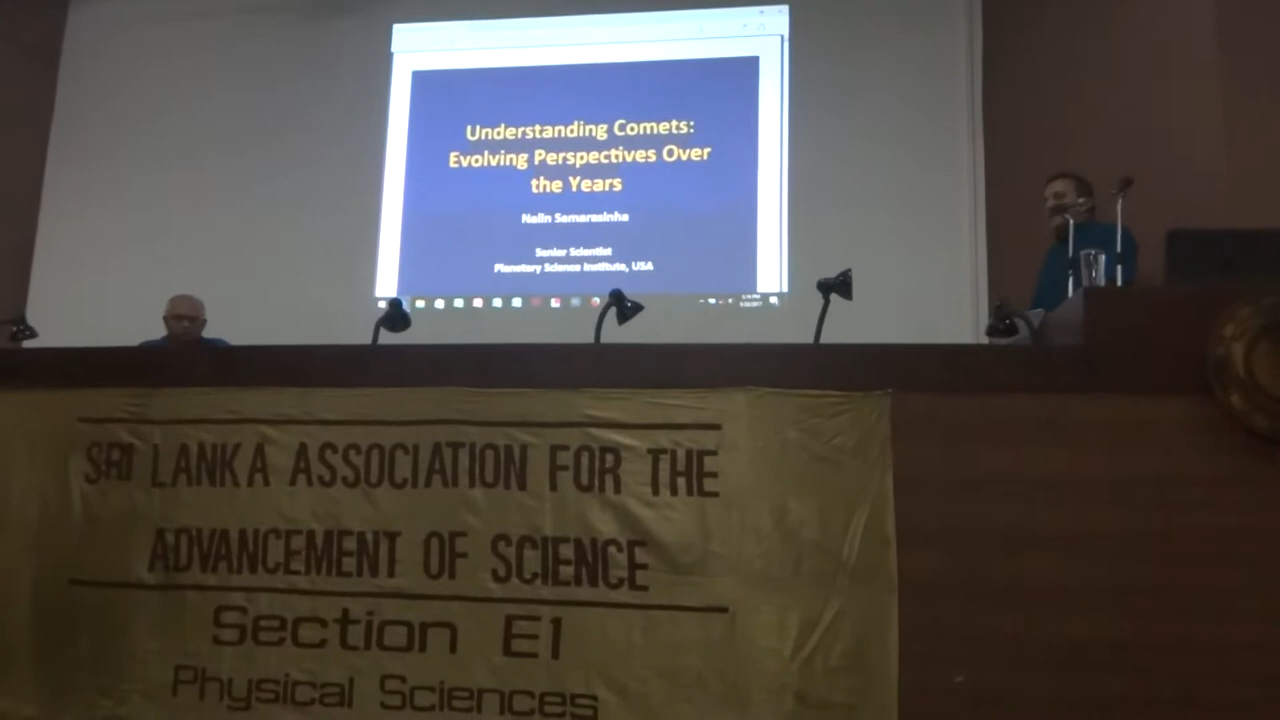 Understanding Comets:
Evolving Perspectives Over
the Years
Nalin Samarasinha
Senior Scientist
Planetary Science Institute, USA
SRI LANKA ASSOCIATION FOR THE
ADVANCEMENT OF SCIENCE
Section E1
Physical Sciences